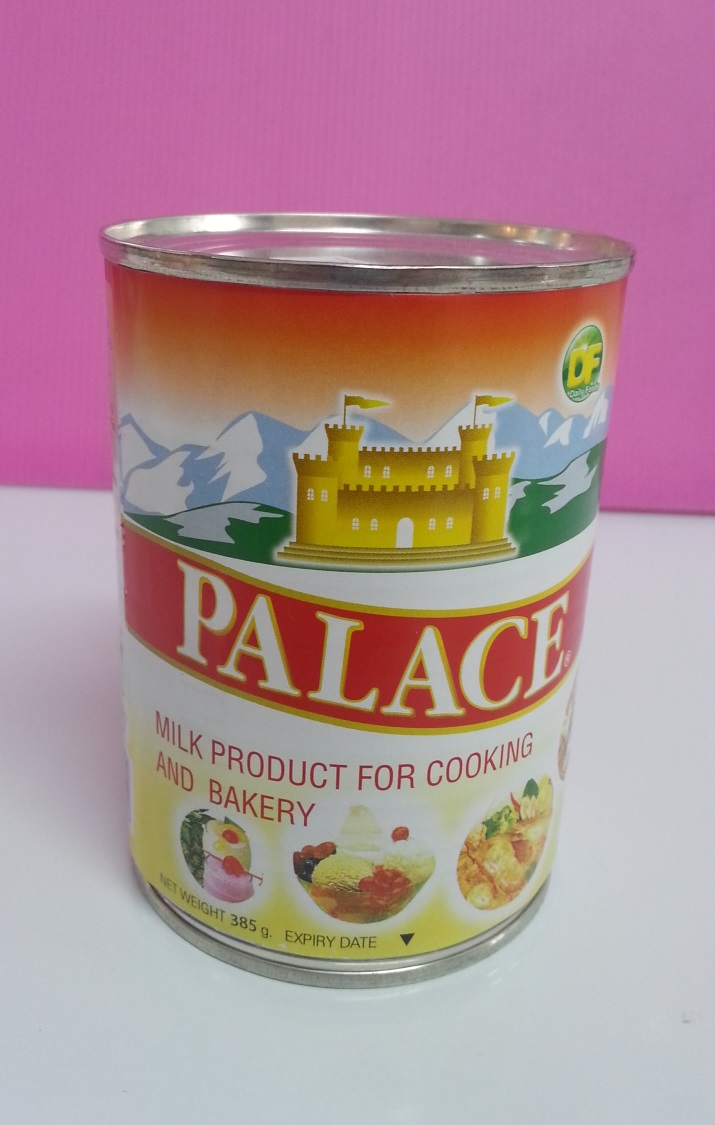 DF
PALACE
®
MILK PRODUCT FOR COOKING
AND BAKERY
NET WEIGHT 385 g. EXPIRY DATE ▼